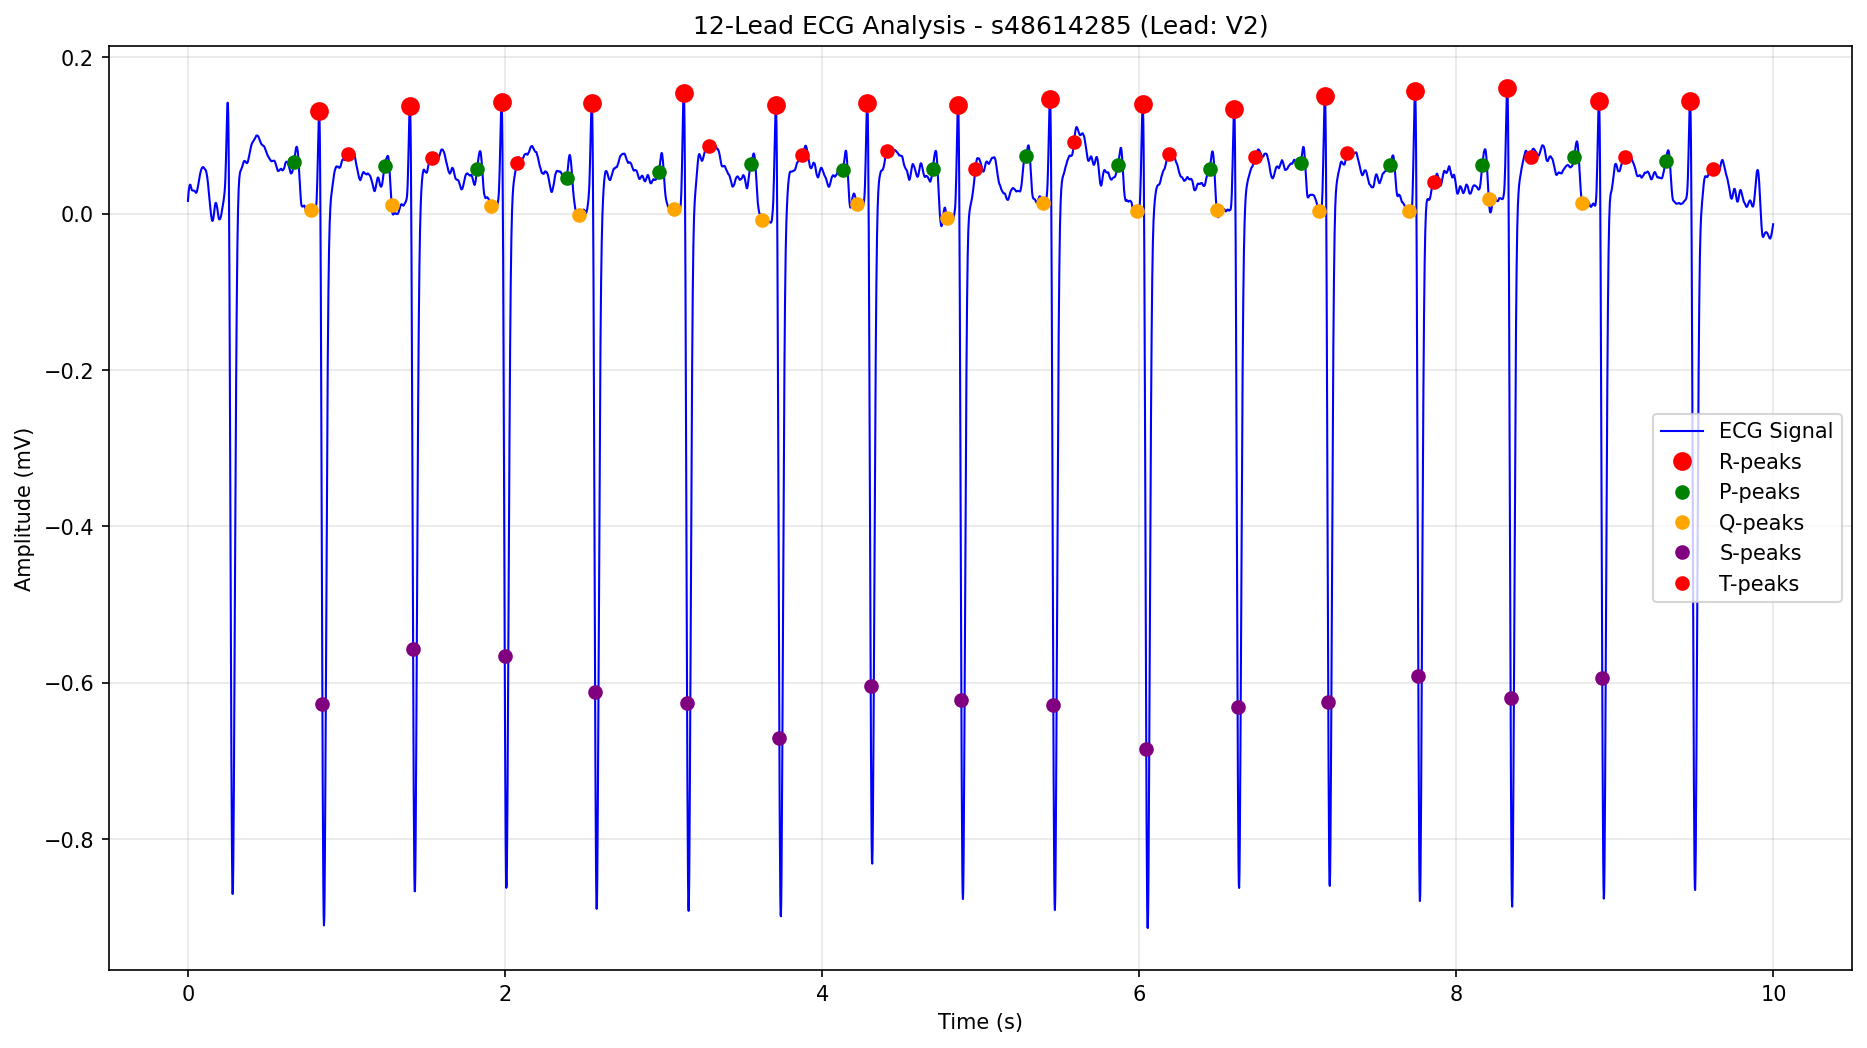 12-Lead ECG Analysis - s48614285 (Lead: V2)
Amplitude (mV)
0.2
0.0
−0.2
−0.4
−0.6
−0.8
ECG Signal
R-peaks
P-peaks
Q-peaks
S-peaks
T-peaks
0 2 4 6 8 10
Time (s)